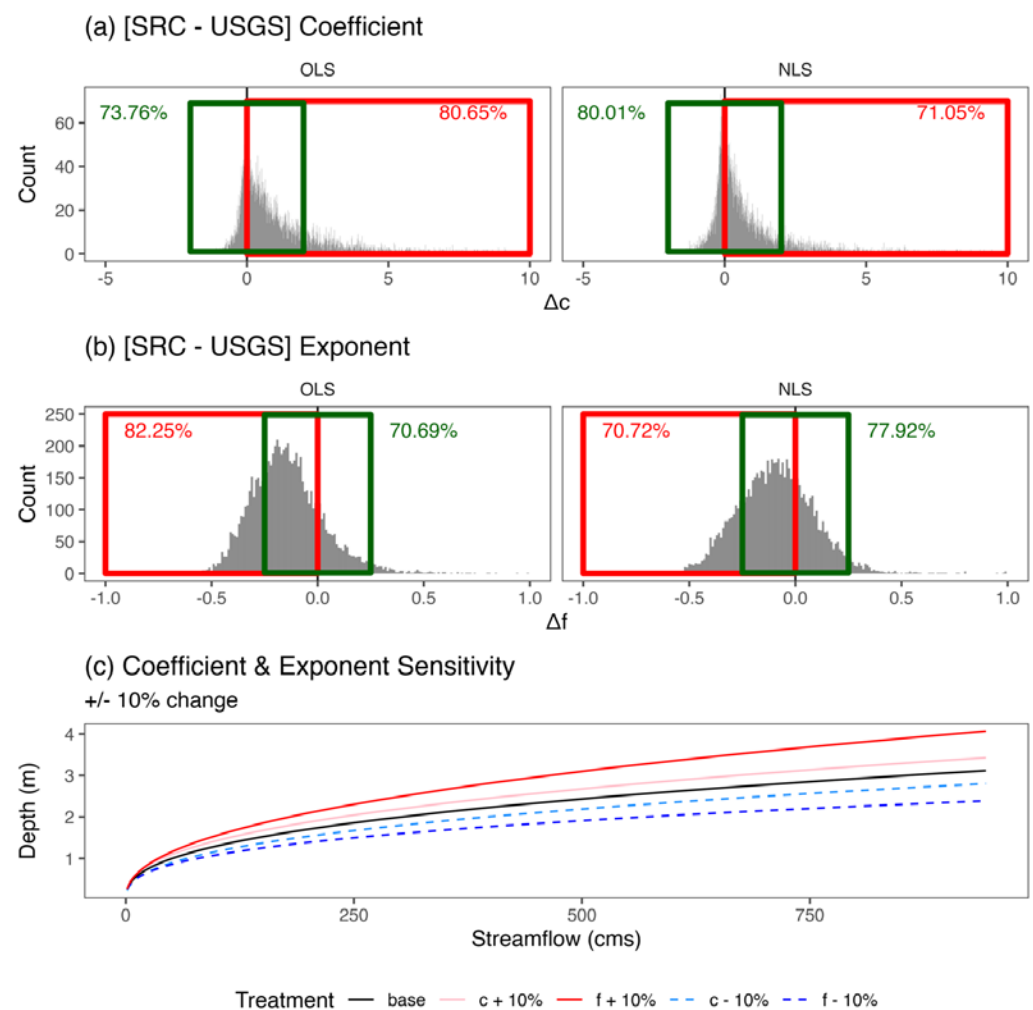 (a) [SRC - USGS] Coefficient
OLS NLS
73.76% 80.65% 80.01% 71.05%
60
40
20
0
Count
-5 0 5 10 -5 0 5 10
Δc
(b) [SRC - USGS] Exponent
OLS NLS
250
82.25% 70.69% 70.72% 77.92%
200
150
100
50
0
Count
-1.0 -0.5 0.0 0.5 1.0 -1.0 -0.5 0.0 0.5 1.0
Δf
(c) Coefficient & Exponent Sensitivity
+/- 10% change
4
3
2
1
Depth (m)
0 250 500 750
Streamflow (cms)
Treatment base c + 10% f + 10% c - 10% f - 10%